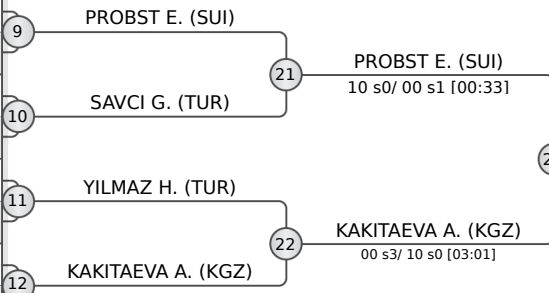 PROBST E. (SUI)
9
21
PROBST E. (SUI)
10 s0/ 00 s1 [00:33]
SAVCI G. (TUR)
10
YILMAZ H. (TUR)
11
22
KAKITAEVA A. (KGZ)
00 s3/ 10 s0 [03:01]
KAKITAEVA A. (KGZ)
12